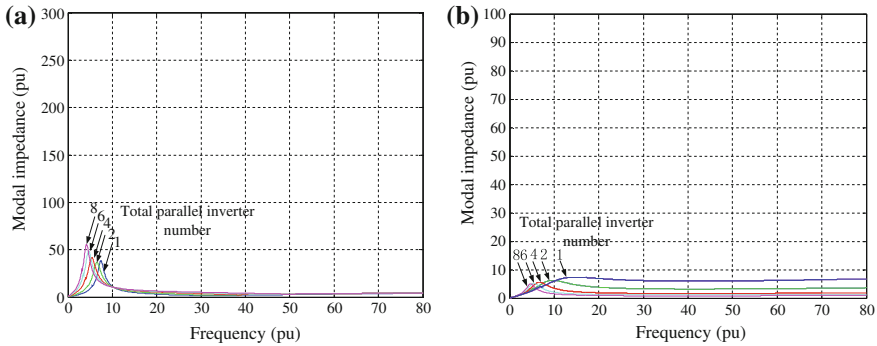 (a)
300
250
200
150
100
50
0
Modal impedance (pu)
8
6
4
2
1
Total parallel inverter
number
0 10 20 30 40 50 60 70 80
Frequency (pu)
(b)
100
90
80
70
60
50
40
30
20
10
0
Modal impedance (pu)
Total parallel inverter
number
86 4 2 1
0 10 20 30 40 50 60 70 80
Frequency (pu)